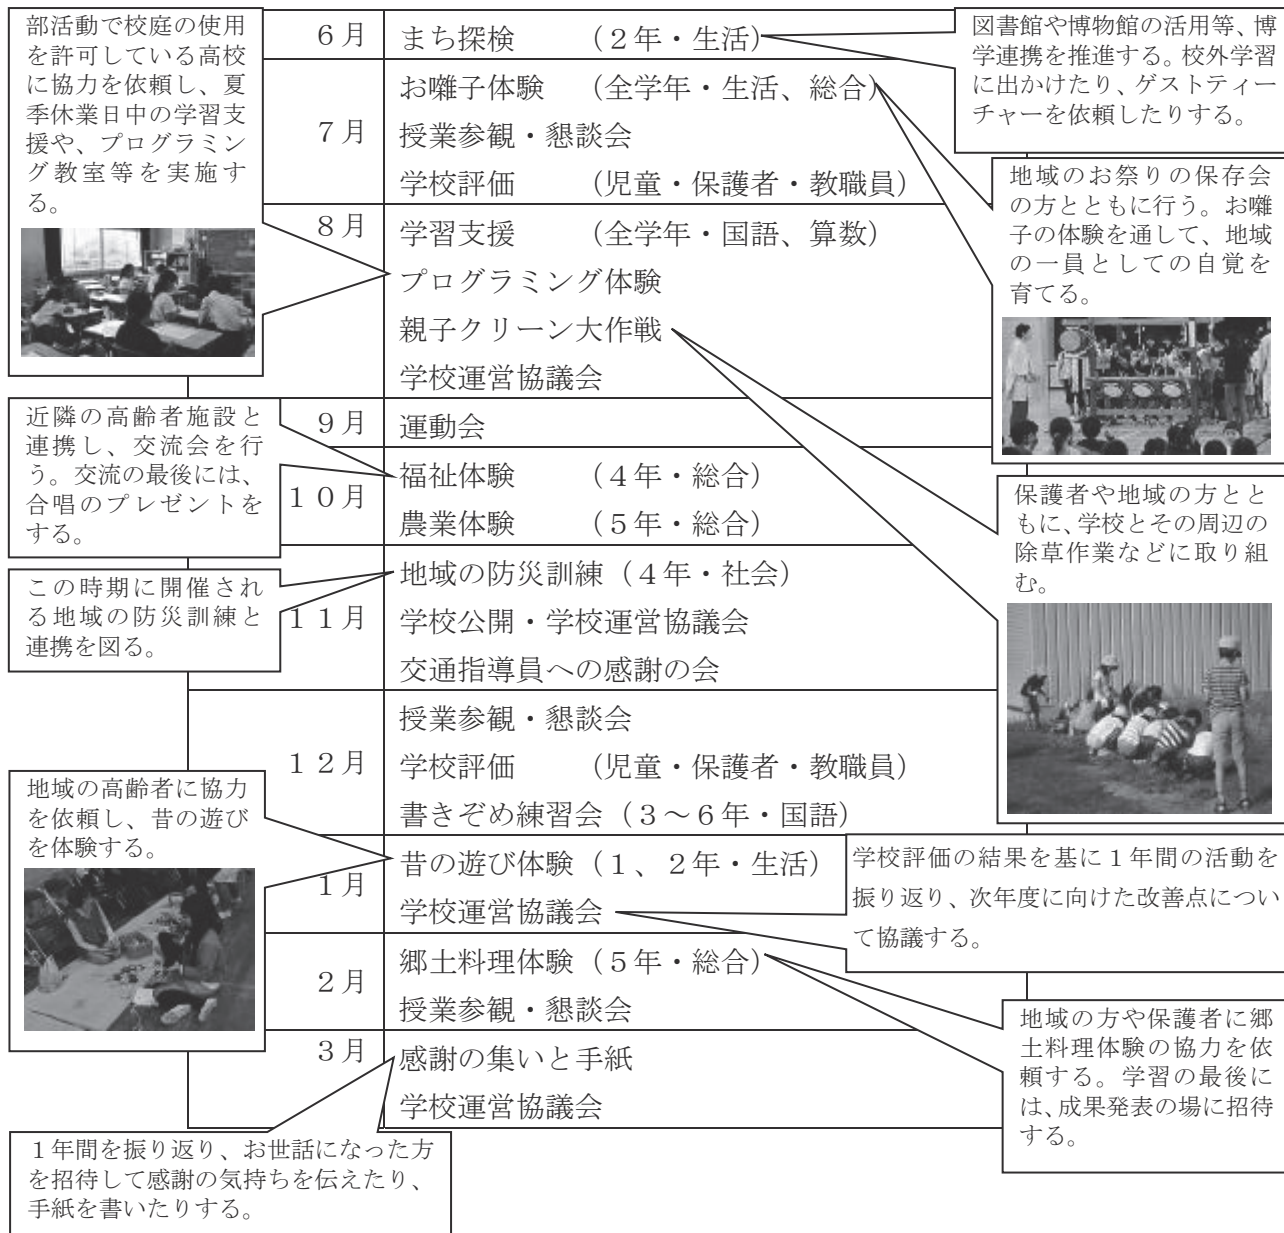 部活動で校庭の使用
を許可している高校
に協力を依頼し、夏
季休業日中の学習支
援や、プログラミン
グ教室等を実施す
る。
6月 まち探検 (2年・生活)
図書館や博物館の活用等、博
学連携を推進する。校外学習
に出かけたり、ゲストティー
チャーを依頼したりする。
7月
お囃子体験 (全学年・生活、総合)
授業参観・懇談会
学校評価 (児童・保護者・教職員)
地域のお祭りの保存会
の方とともに行う。お囃
子の体験を通して、地域
の一員としての自覚を
育てる。
8月 学習支援 (全学年・国語、算数)
プログラミング体験
親子クリーン大作戦
学校運営協議会
保護者や地域の方とと
もに、学校とその周辺の
除草作業などに取り組
む。
9月 運動会
近隣の高齢者施設と
連携し、交流会を行
う。交流の最後には、
合唱のプレゼントを
する。
10月
福祉体験 (4年・総合)
農業体験 (5年・総合)
この時期に開催され
る地域の防災訓練と
連携を図る。
11月
地域の防災訓練(4年・社会)
学校公開・学校運営協議会
交通指導員への感謝の会
12月
授業参観・懇談会
学校評価 (児童・保護者・教職員)
書きぞめ練習会(3~6年・国語)
地域の高齢者に協力
を依頼し、昔の遊び
を体験する。
1月
昔の遊び体験(1、2年・生活)
学校運営協議会
学校評価の結果を基に1年間の活動を
振り返り、次年度に向けた改善点につい
て協議する。
2月
郷土料理体験(5年・総合)
授業参観・懇談会
地域の方や保護者に郷
土料理体験の協力を依
頼する。学習の最後に
は、成果発表の場に招待
する。
3月 感謝の集いと手紙
学校運営協議会
1年間を振り返り、お世話になった方
を招待して感謝の気持ちを伝えたり、
手紙を書いたりする。